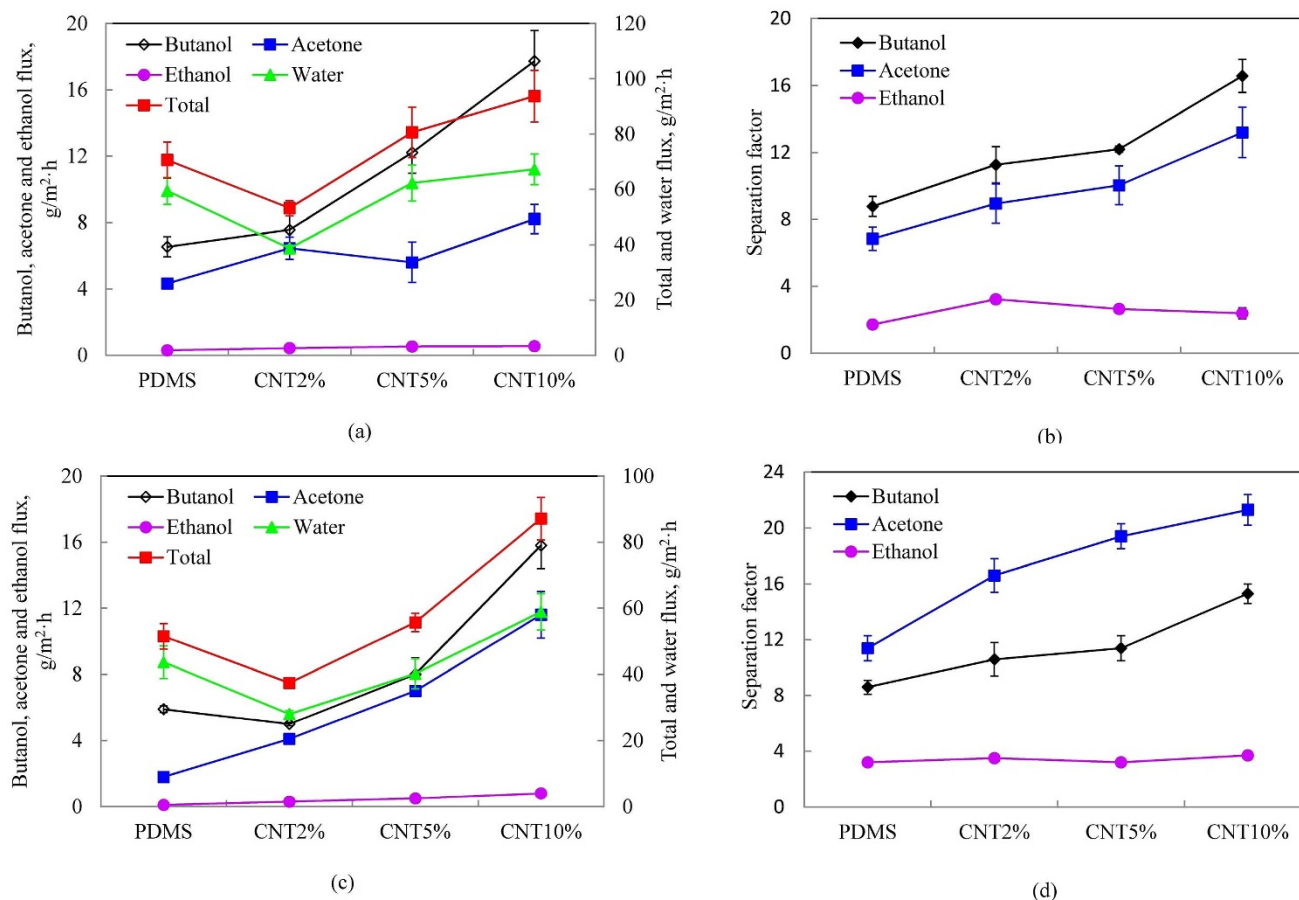 20
16
12
8
4
0
Butanol, acetone and ethanol flux,
g/m²·h
Butanol
Acetone
Ethanol
Water
Total
120
100
80
60
40
20
0
Total and water flux, g/m²·h
PDMS CNT2% CNT5% CNT10%
(a)
20
16
12
8
4
0
Separation factor
Butanol
Acetone
Ethanol
PDMS CNT2% CNT5% CNT10%
(b)
20
16
12
8
4
0
Butanol, acetone and ethanol flux,
g/m²·h
Butanol
Acetone
Ethanol
Water
Total
100
80
60
40
20
0
Total and water flux, g/m²·h
PDMS CNT2% CNT5% CNT10%
(c)
24
20
16
12
8
4
0
Separation factor
Butanol
Acetone
Ethanol
PDMS CNT2% CNT5% CNT10%
(d)